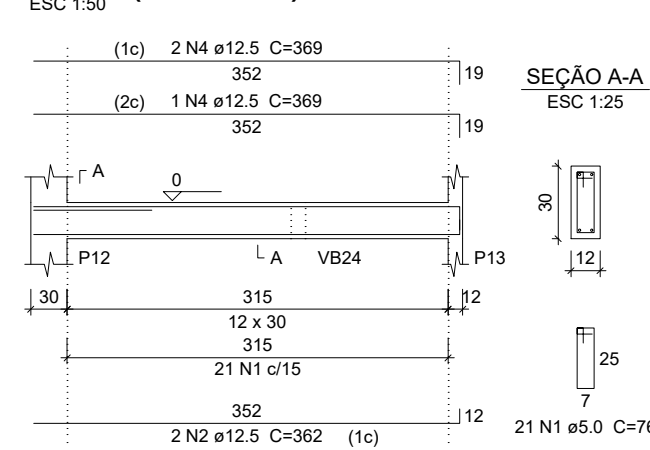 ESC 1:50
(1c) 2 N4 ø12.5 C=369
352
19
(2c) 1 N4 ø12.5 C=369
352
19
SEÇÃO A-A
ESC 1:25
A
0
30
12
P12
A
VB24
P13
30
315
12
12 x 30
315
21 N1 c/15
25
7
21 N1 ø5.0 C=76
352
12
2 N2 ø12.5 C=362 (1c)